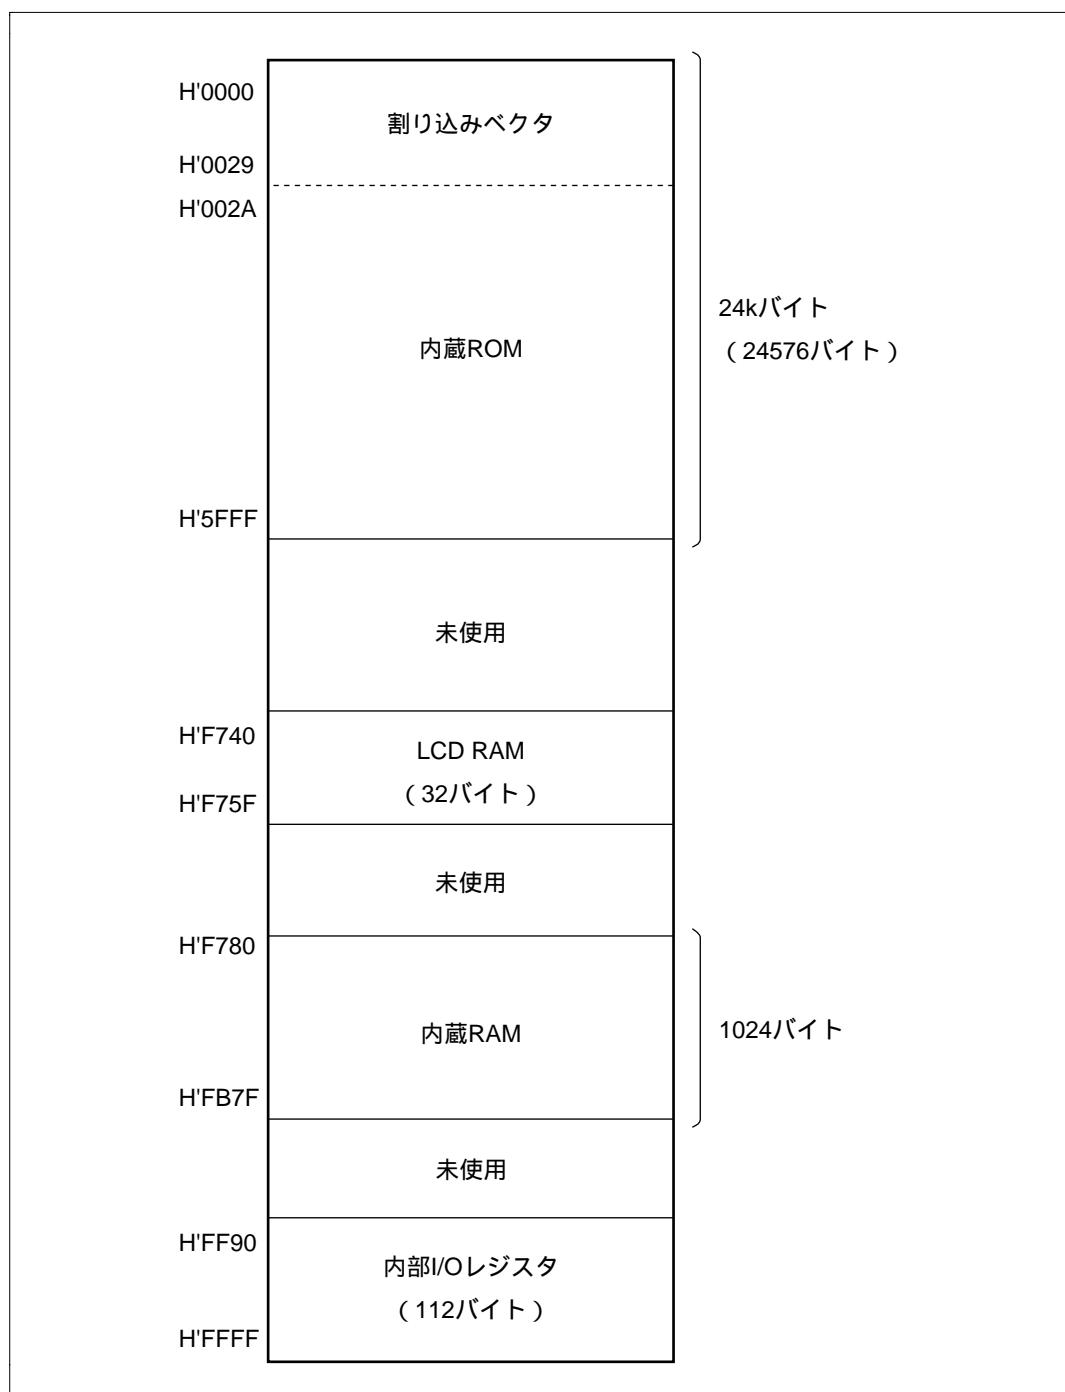 H'0000
割り込みベクタ
H'0029
H'002A
24kバイト
（24576バイト）
内蔵ROM
H'5FFF
未使用
H'F740
LCD RAM
（32バイト）
H'F75F
未使用
H'F780
内蔵RAM
1024バイト
H'FB7F
未使用
H'FF90
内部I/Oレジスタ
（112バイト）
H'FFFF